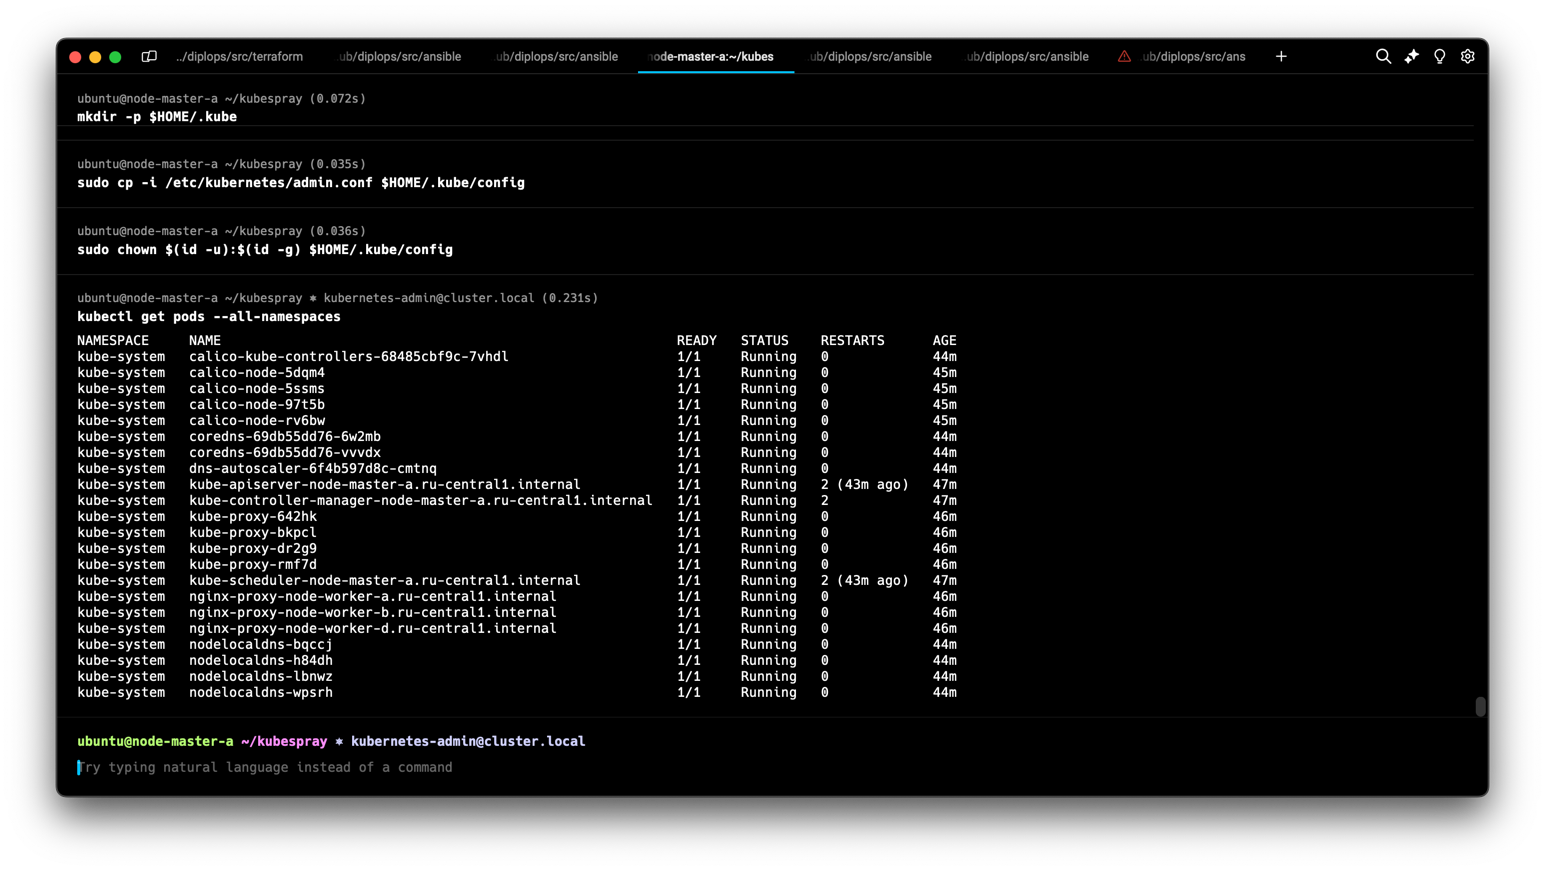 ../diplops/src/terraform ub/diplops/src/ansible ub/diplops/src/ansible node-master-a:~/kubes ub/diplops/src/ansible ub/diplops/src/ansible ub/diplops/src/ans +
ubuntu@node-master-a ~/kubespray (0.072s)
mkdir -p $HOME/.kube
ubuntu@node-master-a ~/kubespray (0.035s)
sudo cp -i /etc/kubernetes/admin.conf $HOME/.kube/config
ubuntu@node-master-a ~/kubespray (0.036s)
sudo chown $(id -u):$(id -g) $HOME/.kube/config
ubuntu@node-master-a ~/kubespray ⎈ kubernetes-admin@cluster.local (0.231s)
kubectl get pods --all-namespaces
NAMESPACE NAME READY STATUS RESTARTS AGE
kube-system calico-kube-controllers-68485cbf9c-7vhdl 1/1 Running 0 44m
kube-system calico-node-5dqm4 1/1 Running 0 45m
kube-system calico-node-5ssms 1/1 Running 0 45m
kube-system calico-node-97t5b 1/1 Running 0 45m
kube-system calico-node-rv6bw 1/1 Running 0 45m
kube-system coredns-69db55dd76-6w2mb 1/1 Running 0 44m
kube-system coredns-69db55dd76-vvvdx 1/1 Running 0 44m
kube-system dns-autoscaler-6f4b597d8c-cmtnq 1/1 Running 0 44m
kube-system kube-apiserver-node-master-a.ru-central1.internal 1/1 Running 2 (43m ago) 47m
kube-system kube-controller-manager-node-master-a.ru-central1.internal 1/1 Running 2 47m
kube-system kube-proxy-642hk 1/1 Running 0 46m
kube-system kube-proxy-bkpcl 1/1 Running 0 46m
kube-system kube-proxy-dr2g9 1/1 Running 0 46m
kube-system kube-proxy-rmf7d 1/1 Running 0 46m
kube-system kube-scheduler-node-master-a.ru-central1.internal 1/1 Running 2 (43m ago) 47m
kube-system nginx-proxy-node-worker-a.ru-central1.internal 1/1 Running 0 46m
kube-system nginx-proxy-node-worker-b.ru-central1.internal 1/1 Running 0 46m
kube-system nginx-proxy-node-worker-d.ru-central1.internal 1/1 Running 0 46m
kube-system nodelocaldns-bqccj 1/1 Running 0 44m
kube-system nodelocaldns-h84dh 1/1 Running 0 44m
kube-system nodelocaldns-lbnwz 1/1 Running 0 44m
kube-system nodelocaldns-wpsrh 1/1 Running 0 44m
ubuntu@node-master-a ~/kubespray ⎈ kubernetes-admin@cluster.local
Try typing natural language instead of a command